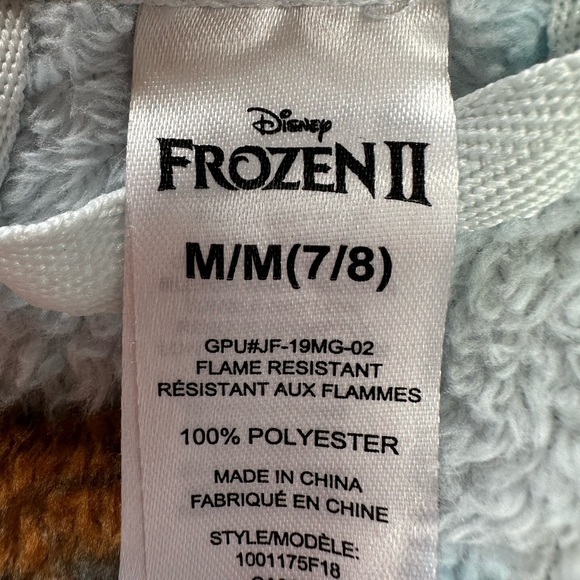 Disney
FROZEN II
M/M(7/8)
GPU#JF-19MG-02
FLAME RESISTANT
RÉSISTANT AUX FLAMMES
100% POLYESTER
MADE IN CHINA
FABRIQUÉ EN CHINE
STYLE/MODÈLE:
1001175F18